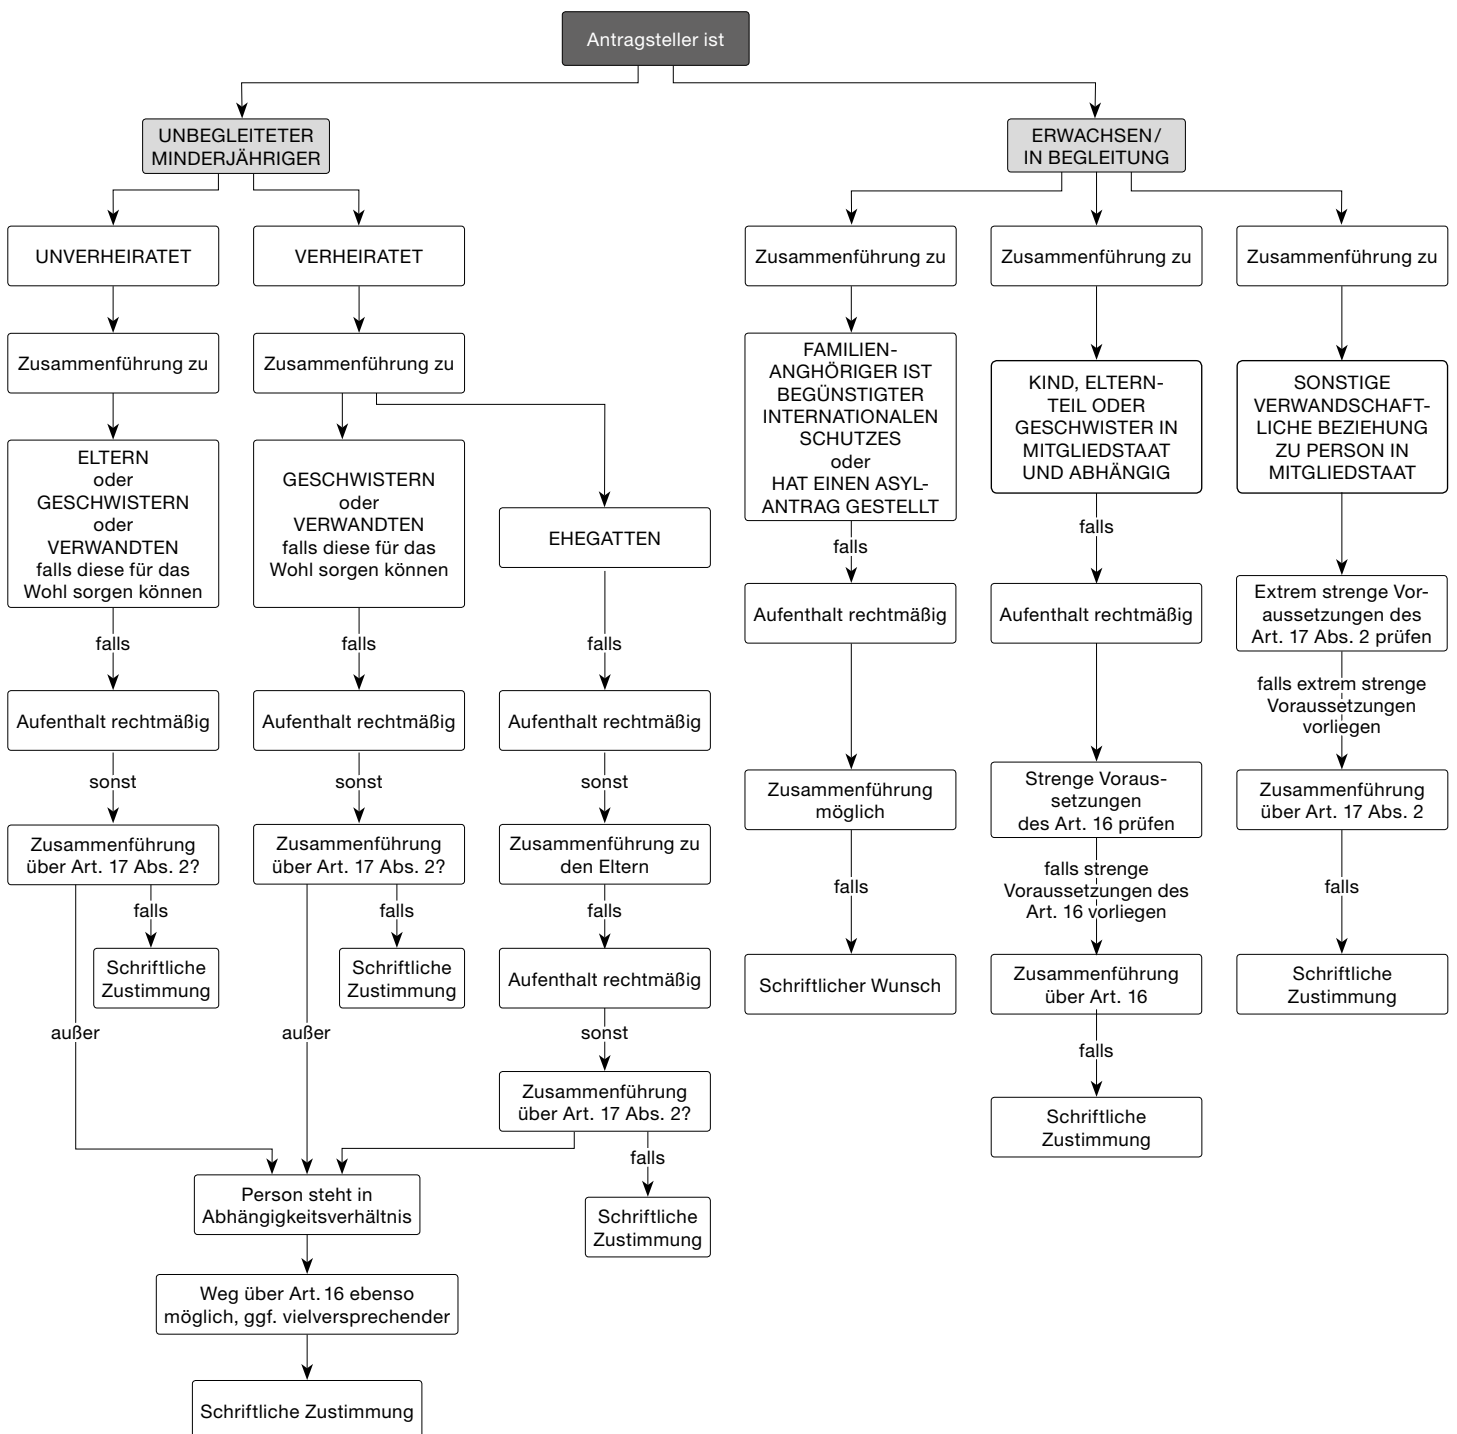 Antragsteller ist
UNBEGLEITETER
MINDERJÄHRIGER
UNVERHEIRATET
Zusammenführung zu
ELTERN
oder
GESCHWISTERN
oder
VERWANDTEN
falls diese für das
Wohl sorgen können
falls
Aufenthalt rechtmäßig
sonst
Zusammenführung
über Art. 17 Abs. 2?
falls
Schriftliche
Zustimmung
außer
VERHEIRATET
Zusammenführung zu
GESCHWISTERN
oder
VERWANDTEN
falls diese für das
Wohl sorgen können
falls
Aufenthalt rechtmäßig
sonst
Zusammenführung
über Art. 17 Abs. 2?
falls
Schriftliche
Zustimmung
außer
EHEGATTEN
falls
Aufenthalt rechtmäßig
sonst
Zusammenführung zu
den Eltern
falls
Aufenthalt rechtmäßig
sonst
Zusammenführung
über Art. 17 Abs. 2?
falls
Schriftliche
Zustimmung
Person steht in
Abhängigkeitsverhältnis
Weg über Art. 16 ebenso
möglich, ggf. vielversprechender
Schriftliche Zustimmung
ERWACHSEN/
IN BEGLEITUNG
Zusammenführung zu
FAMILIEN-
ANGHÖRIGER IST
BEGÜNSTIGTER
INTERNATIONALEN
SCHUTZES
oder
HAT EINEN ASYL-
ANTRAG GESTELLT
falls
Aufenthalt rechtmäßig
Zusammenführung
möglich
falls
Schriftlicher Wunsch
Zusammenführung zu
KIND, ELTERN-
TEIL ODER
GESCHWISTER IN
MITGLIEDSTAAT
UND ABHÄNGIG
falls
Aufenthalt rechtmäßig
Strenge Voraus-
setzungen
des Art. 16 prüfen
falls strenge
Voraussetzungen des
Art. 16 vorliegen
Zusammenführung
über Art. 16
falls
Schriftliche
Zustimmung
Zusammenführung zu
SONSTIGE
VERWANDSCHAFT-
LICHE BEZIEHUNG
ZU PERSON IN
MITGLIEDSTAAT
Extrem strenge Vor-
aussetzungen des
Art. 17 Abs. 2 prüfen
falls extrem strenge
Voraussetzungen
vorliegen
Zusammenführung
über Art. 17 Abs. 2
falls
Schriftliche
Zustimmung